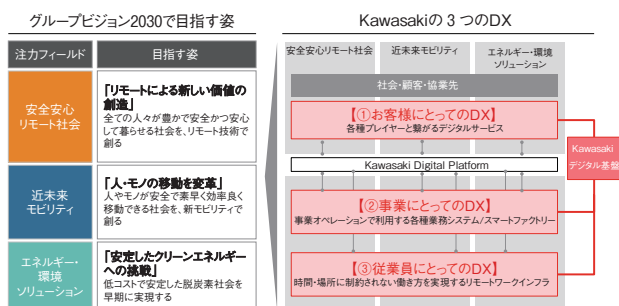 グループビジョン2030で目指す姿
注力フィールド
目指す姿
安全安心
リモート社会
「リモートによる新しい価値の
創造」
全ての人々が豊かで安全かつ安心
して暮らせる社会を、リモート技術で
創る
近未来
モビリティ
「人・モノの移動を変革」
人やモノが安全で素早く効率良く
移動できる社会を、新モビリティで
創る
エネルギー・
環境
ソリューション
「安定したクリーンエネルギー
への挑戦」
低コストで安定した脱炭素社会を
早期に実現する
Kawasakiの3つのDX
安全安心リモート社会
近未来モビリティ
エネルギー・環境
ソリューション
社会・顧客・協業先
【①お客様にとってのDX】
各種プレイヤーと繋がるデジタルサービス
Kawasaki Digital Platform
【②事業にとってのDX】
事業オペレーションで利用する各種業務システム/スマートファクトリー
【③従業員にとってのDX】
時間・場所に制約されない働き方を実現するリモートワークインフラ
Kawasaki
デジタル基盤